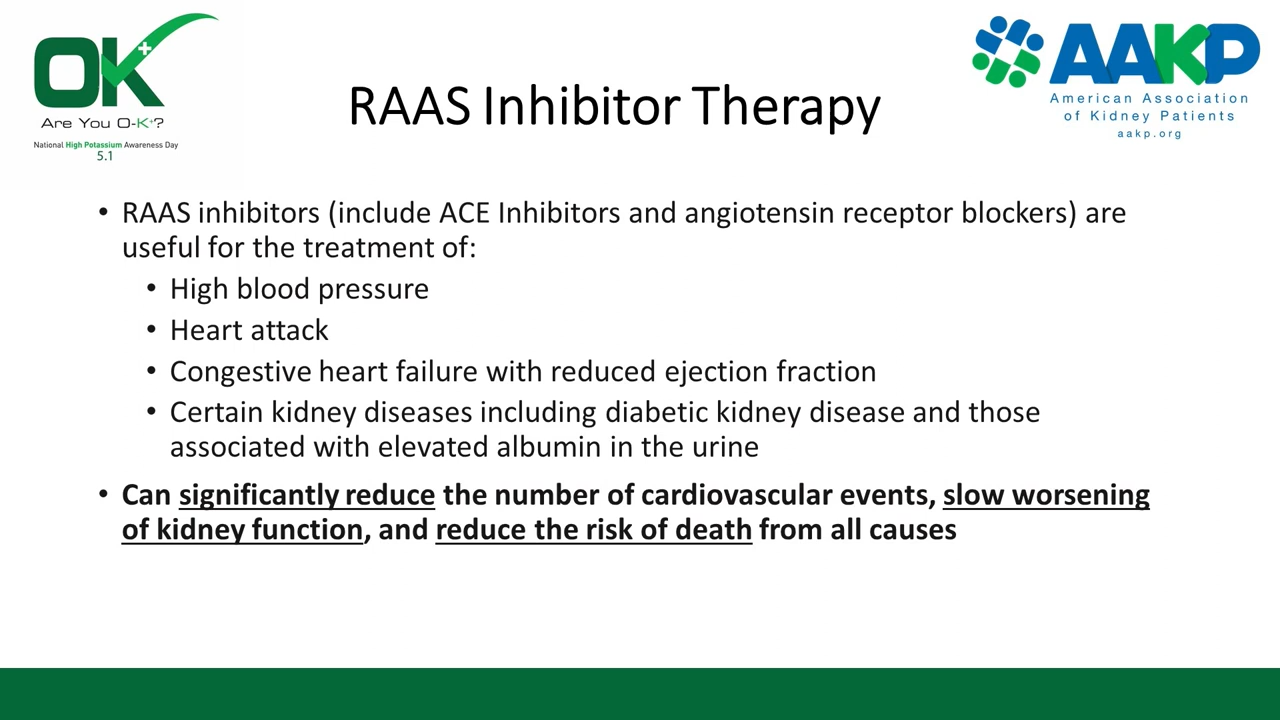 OK+
Are You O-K+?
National High Potassium Awareness Day
5.1
AAKP
American Association
of Kidney Patients
aakp.org
RAAS Inhibitor Therapy
• RAAS inhibitors (include ACE Inhibitors and angiotensin receptor blockers) are
useful for the treatment of:
• High blood pressure
• Heart attack
• Congestive heart failure with reduced ejection fraction
• Certain kidney diseases including diabetic kidney disease and those
associated with elevated albumin in the urine
• Can significantly reduce the number of cardiovascular events, slow worsening
of kidney function, and reduce the risk of death from all causes